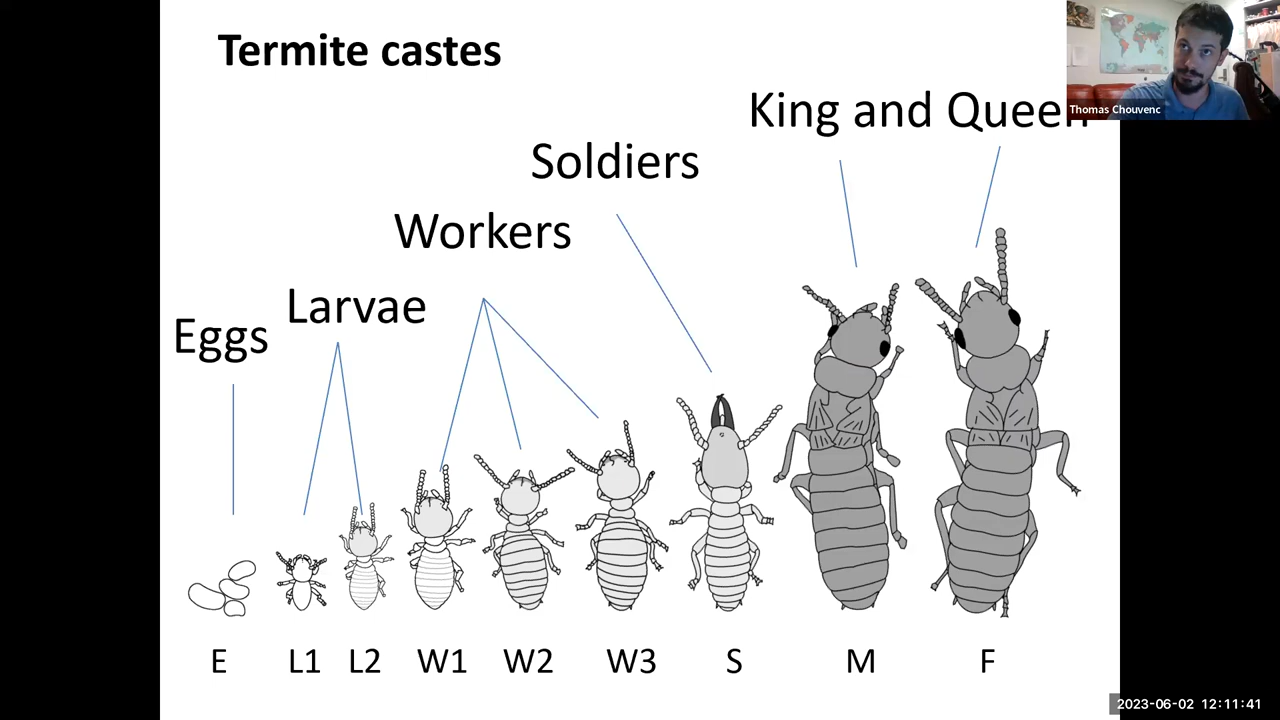 Termite castes
King and Queen
Thomas Chouvenc
Soldiers
Workers
Larvae
Eggs
E L1 L2 W1 W2 W3 S M F
2023-06-02 12:11:41